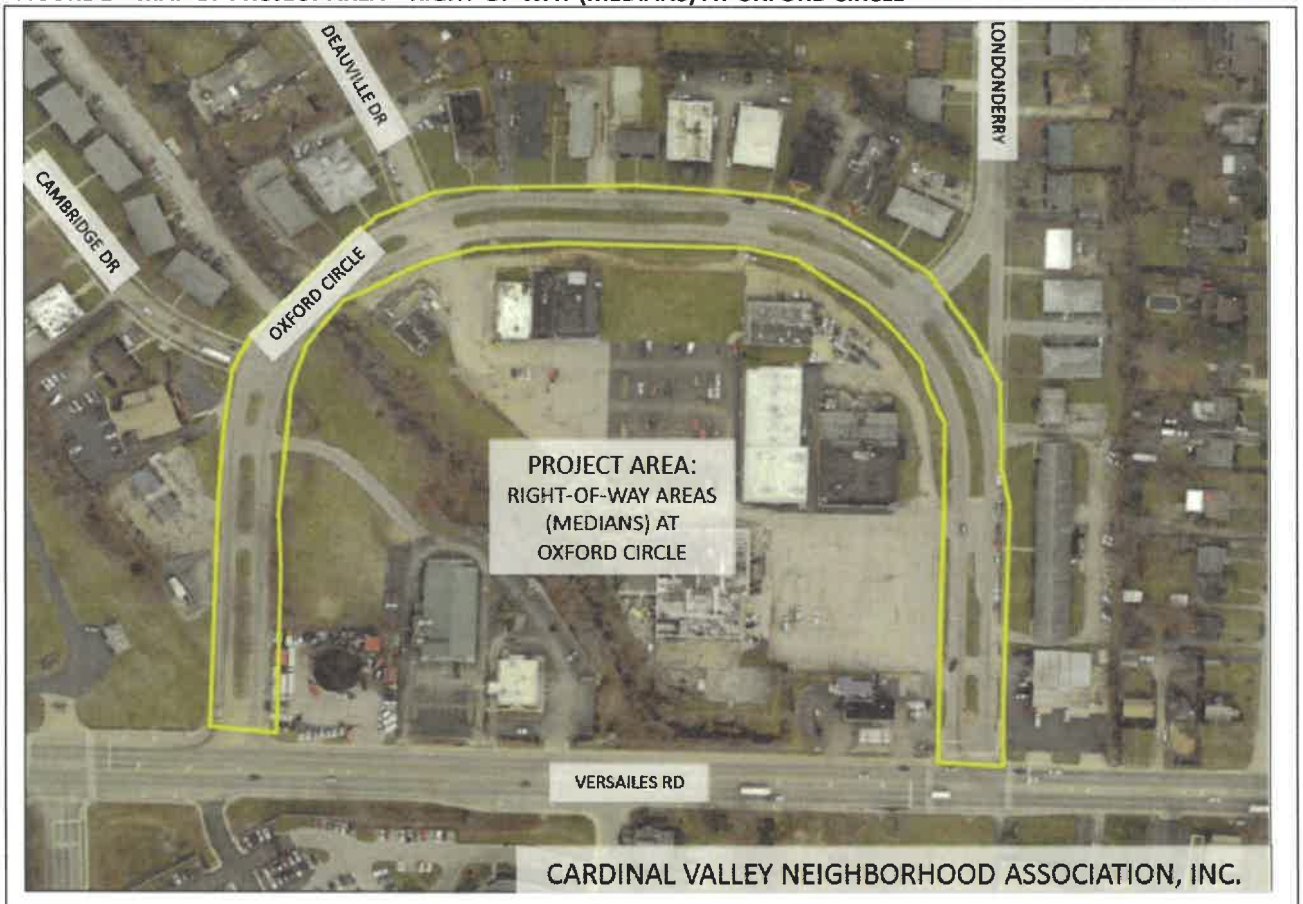 DEAUVILLE DR
LONDONDERRY
CAMBRIDGE DR
OXFORD CIRCLE
PROJECT AREA:
RIGHT-OF-WAY AREAS
(MEDIANS) AT
OXFORD CIRCLE
VERSAILES RD
CARDINAL VALLEY NEIGHBORHOOD ASSOCIATION, INC.